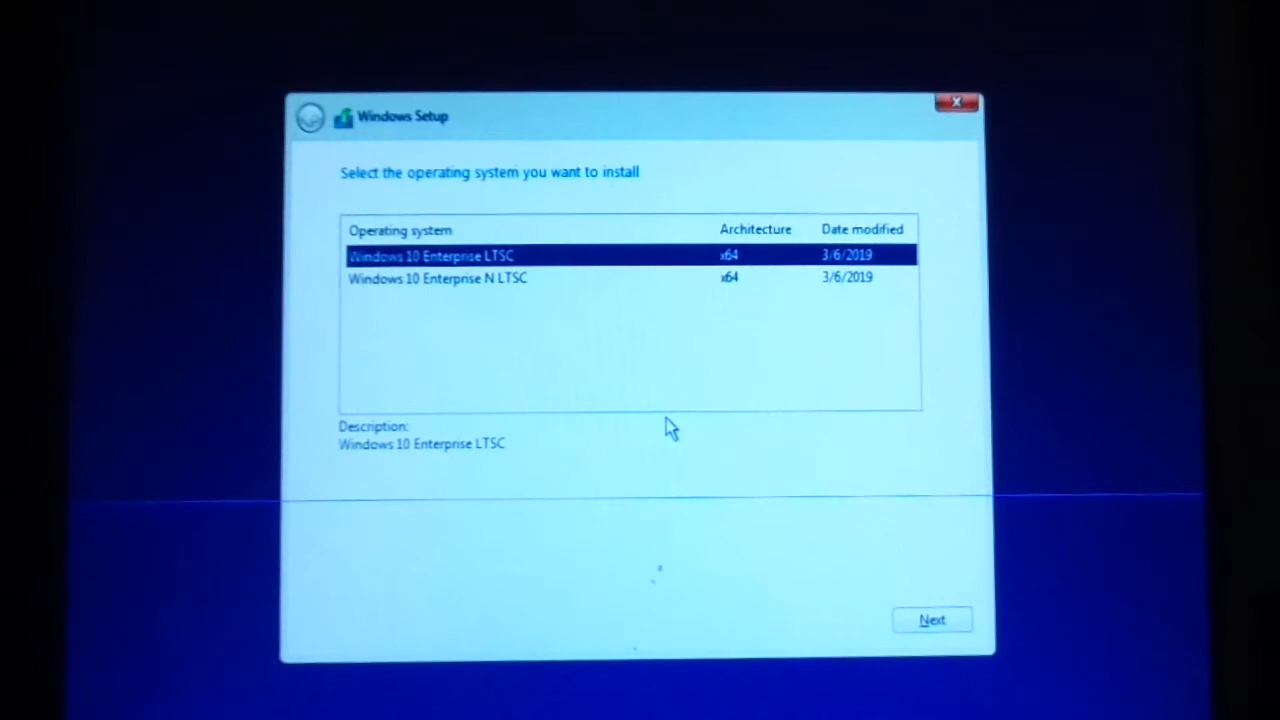 Windows Setup
Select the operating system you want to install
Operating system Architecture Date modified
Windows 10 Enterprise LTSC x64 3/6/2019
Windows 10 Enterprise N LTSC x64 3/6/2019
Description:
Windows 10 Enterprise LTSC
Next